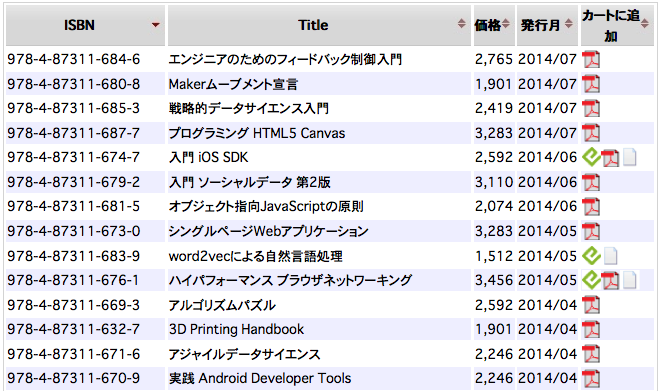 ISBN Title 価格 発行月 カートに追加
978-4-87311-684-6 エンジニアのためのフィードバック制御入門 2,765 2014/07
978-4-87311-680-8 Makerムーブメント宣言 1,901 2014/07
978-4-87311-685-3 戦略的データサイエンス入門 2,419 2014/07
978-4-87311-687-7 プログラミング HTML5 Canvas 3,283 2014/07
978-4-87311-674-7 入門 iOS SDK 2,592 2014/06
978-4-87311-679-2 入門 ソーシャルデータ 第2版 3,110 2014/06
978-4-87311-681-5 オブジェクト指向JavaScriptの原則 2,074 2014/06
978-4-87311-673-0 シングルページWebアプリケーション 3,283 2014/05
978-4-87311-683-9 word2vecによる自然言語処理 1,512 2014/05
978-4-87311-676-1 ハイパフォーマンス ブラウザネットワーキング 3,456 2014/05
978-4-87311-669-3 アルゴリズムパズル 2,592 2014/04
978-4-87311-632-7 3D Printing Handbook 1,901 2014/04
978-4-87311-671-6 アジャイルデータサイエンス 2,246 2014/04
978-4-87311-670-9 実践 Android Developer Tools 2,246 2014/04